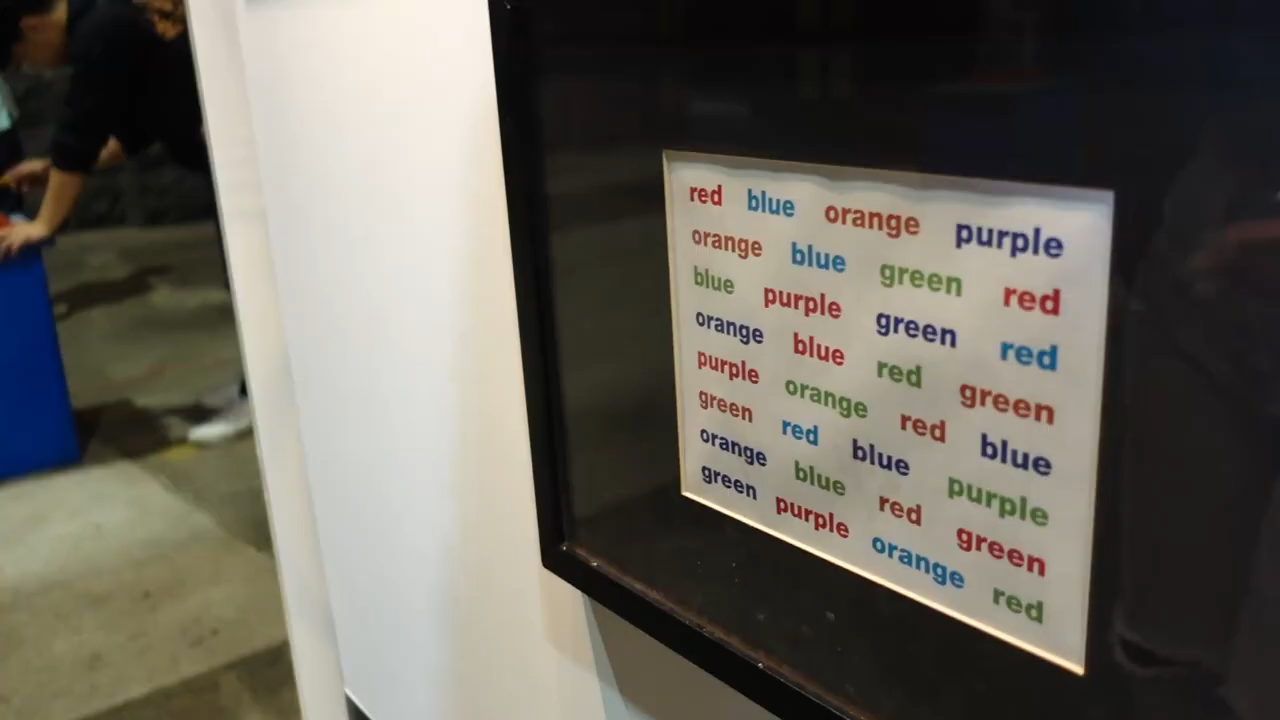 red blue orange purple
orange blue green red
blue purple green red
orange blue red green
purple orange red blue
green red blue purple
orange blue red green
green purple orange red